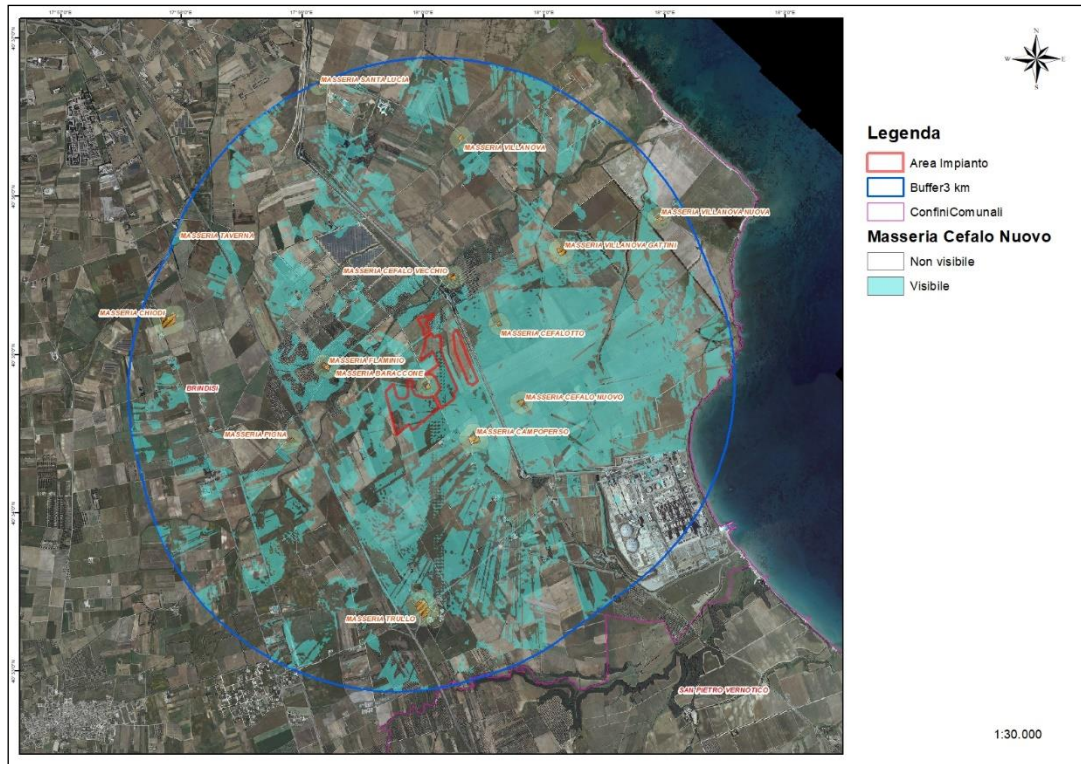 N
W E
S
Legenda
Area Impianto
Buffer3 km
ConfiniComunali
Masseria Cefalo Nuovo
Non visibile
Visibile
MASSERIA SANTA LUCIA
MASSERIA VILLANOVA
MASSERIA VILLANOVA NUOVA
MASSERIA TAVERNA
MASSERIA VILLANOVA GATTINI
MASSERIA CEFALO VECCHIO
MASSERIA CHIODI
MASSERIA CEFALOTTO
MASSERIA FLAMINIO
MASSERIA BARACCONE
BRINDISI
MASSERIA CEFALO NUOVO
MASSERIA PIGNA
MASSERIA CAMPOPERSO
MASSERIA TRULLO
SAN PIETRO VERNOTICO
1:30.000